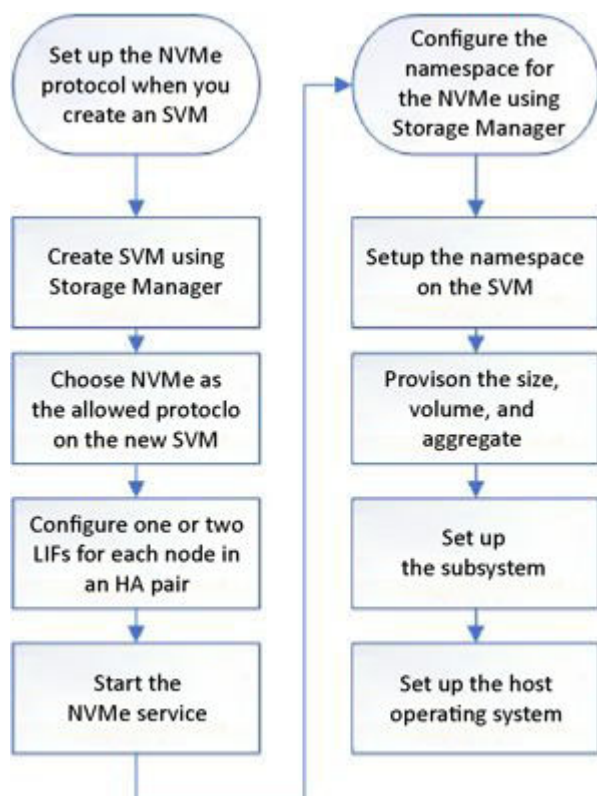 Set up the NVMe
protocol when you
create an SVM
Create SVM using
Storage Manager
Choose NVMe as
the allowed protoclo
on the new SVM
Configure one or two
LIFs for each node in
an HA pair
Start the
NVMe service
Configure the
namespace for
the NVMe using
Storage Manager
Setup the namespace
on the SVM
Provison the size,
volume, and
aggregate
Set up
the subsystem
Set up the host
operating system